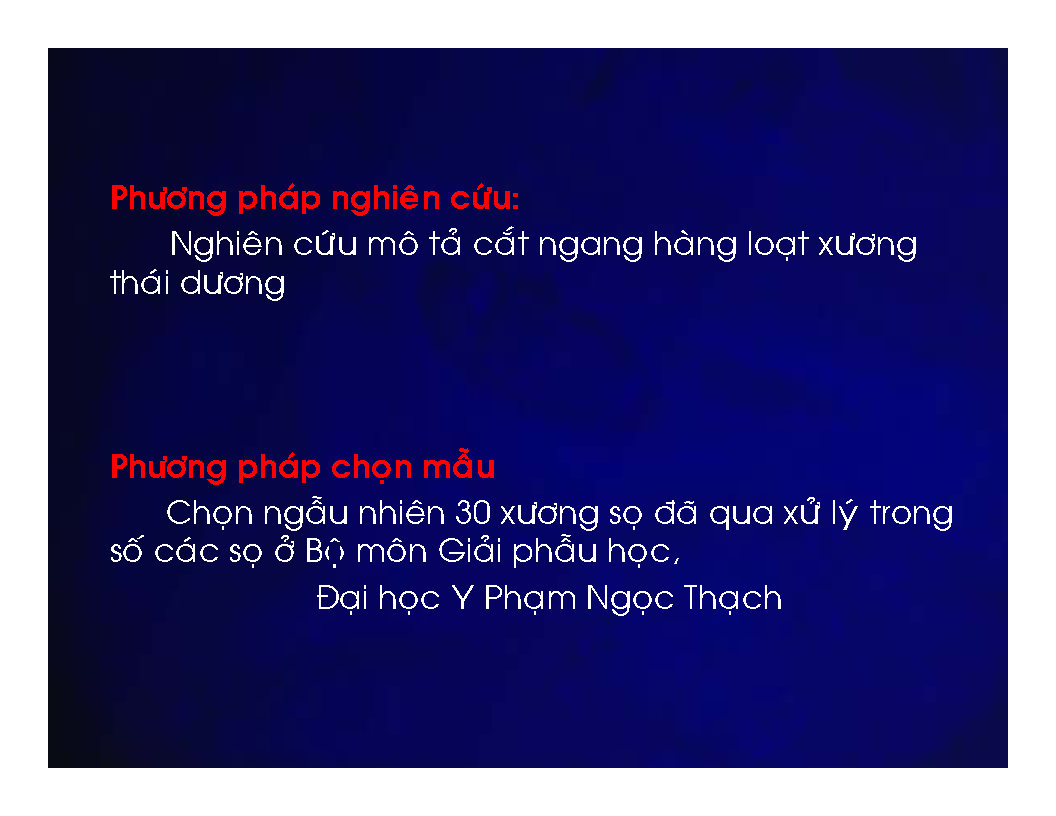 Phương pháp nghiên cứu:
Nghiên cứu mô tả cắt ngang hàng loạt xương
thái dương
Phương pháp chọn mẫu
Chọn ngẫu nhiên 30 xương sọ đã qua xử lý trong
số các sọ ở Bộ môn Giải phẫu học,
Đại học Y Phạm Ngọc Thạch